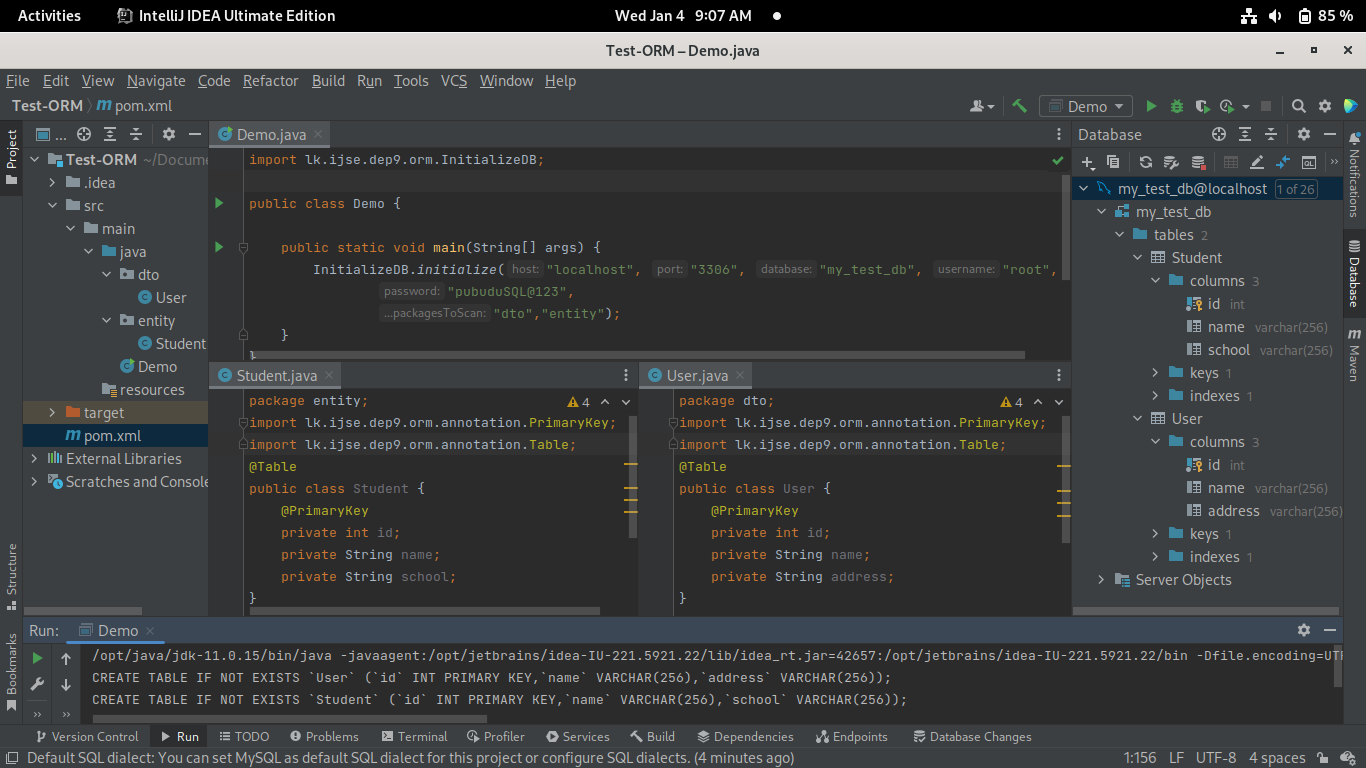 Activities IntelliJ IDEA Ultimate Edition Wed Jan 4 9:07 AM 85 %
Test-ORM – Demo.java
File Edit View Navigate Code Refactor Build Run Tools VCS Window Help
Test-ORM pom.xml Demo
Project
...
Test-ORM ~/Docume
.idea
src
main
java
dto
User
entity
Student
Demo
resources
target
pom.xml
External Libraries
Scratches and Console
Structure
Bookmarks
Demo.java
import lk.ijse.dep9.orm.InitializeDB;
public class Demo {
public static void main(String[] args) {
InitializeDB.initialize( host: "localhost", port: "3306", database: "my_test_db", username: "root",
password: "pubuduSQL@123",
...packagesToScan: "dto","entity");
}
}
Student.java
package entity; 4
import lk.ijse.dep9.orm.annotation.PrimaryKey;
import lk.ijse.dep9.orm.annotation.Table;
@Table
public class Student {
@PrimaryKey
private int id;
private String name;
private String school;
}
User.java
package dto; 4
import lk.ijse.dep9.orm.annotation.PrimaryKey;
import lk.ijse.dep9.orm.annotation.Table;
@Table
public class User {
@PrimaryKey
private int id;
private String name;
private String address;
}
Database
QL
my_test_db@localhost 1 of 26
my_test_db
tables 2
Student
columns 3
id int
name varchar(256)
school varchar(256)
keys 1
indexes 1
User
columns 3
id int
name varchar(256)
address varchar(256)
keys 1
indexes 1
Server Objects
Notifications
Database
Maven
Run: Demo
/opt/java/jdk-11.0.15/bin/java -javaagent:/opt/jetbrains/idea-IU-221.5921.22/lib/idea_rt.jar=42657:/opt/jetbrains/idea-IU-221.5921.22/bin -Dfile.encoding=UTF
CREATE TABLE IF NOT EXISTS `User` (`id` INT PRIMARY KEY,`name` VARCHAR(256),`address` VARCHAR(256));
CREATE TABLE IF NOT EXISTS `Student` (`id` INT PRIMARY KEY,`name` VARCHAR(256),`school` VARCHAR(256));
Version Control Run TODO Problems Terminal Profiler Services Build Dependencies Endpoints Database Changes
Default SQL dialect: You can set MySQL as default SQL dialect for this project or configure SQL dialects. (4 minutes ago) 1:156 LF UTF-8 4 spaces